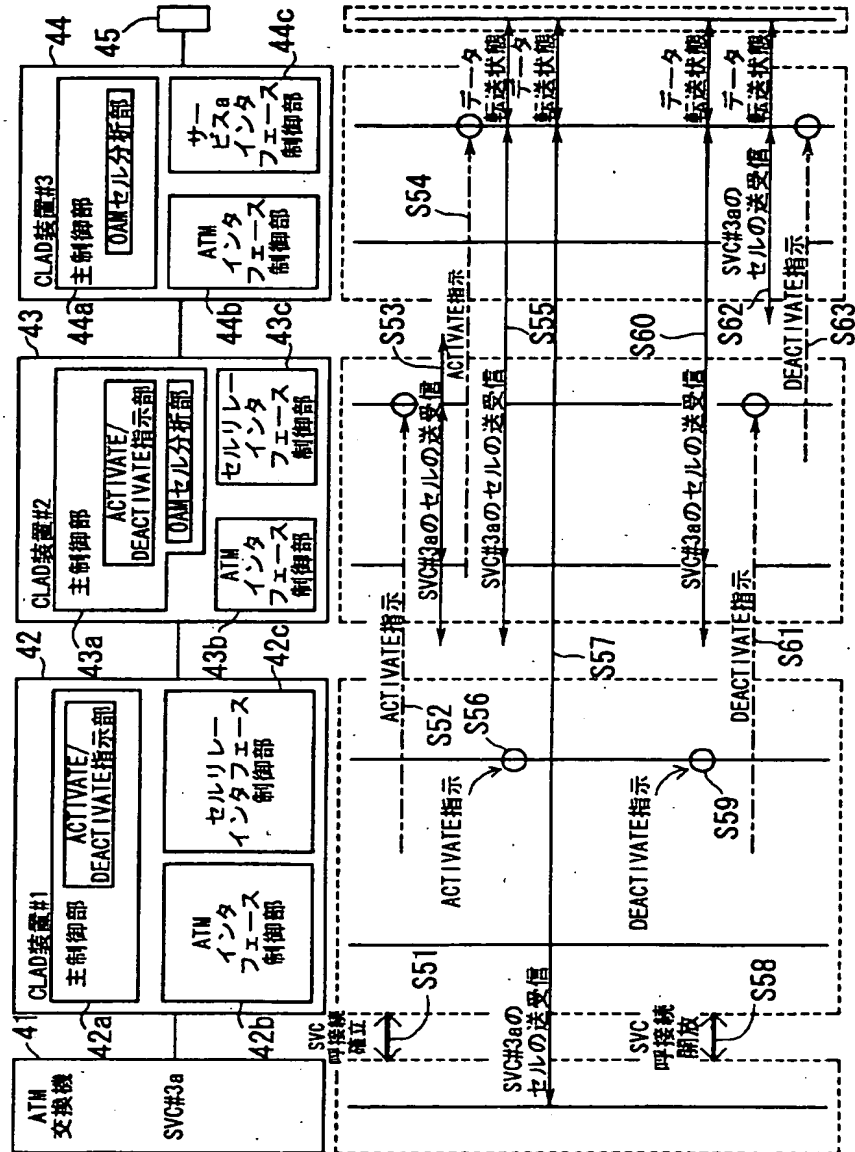 41
ATM
交換機
SVC#3a
42
CLAD装置#1
42a
主制御部
ACTIVATE/
DEACTIVATE指示部
42b
ATM
インタ
フェース
制御部
42c
セルリレー
インタフェース
制御部
43
CLAD装置#2
43a
主制御部
ACTIVATE/
DEACTIVATE指示部
OAMセル分析部
43b
ATM
インタ
フェース
制御部
43c
セルリレー
インタ
フェース
制御部
44
CLAD装置#3
44a
主制御部
OAMセル分析部
44b
ATM
インタ
フェース
制御部
44c
サー
ビスa
インタ
フェース
制御部
45
SVC
呼接続
確立
S51
ACTIVATE指示
S52
SVC#3aのセルの送受信
S53
ACTIVATE指示
S54
SVC#3aのセルの送受信
S55
データ
転送状態
ACTIVATE指示
S56
SVC#3aの
セルの送受信
S57
データ
転送状態
SVC
呼接続
開放
S58
DEACTIVATE指示
S59
SVC#3aのセルの送受信
S60
データ
転送状態
DEACTIVATE指示
S61
SVC#3aの
セルの送受信
S62
データ
転送状態
DEACTIVATE指示
S63